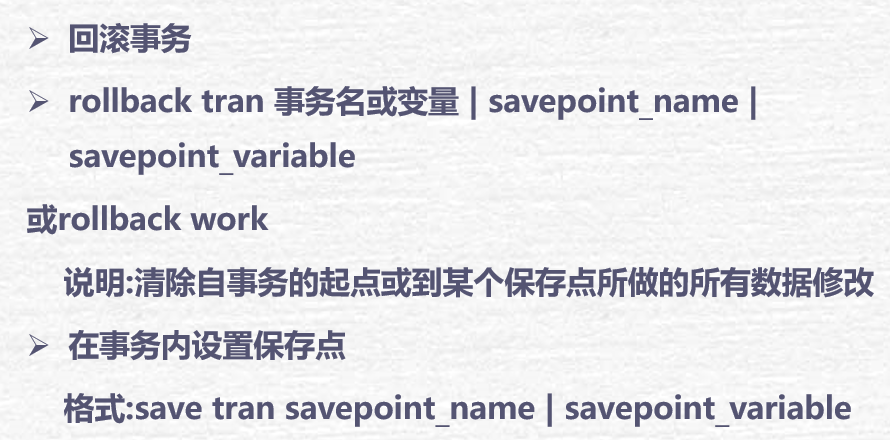 ➢ 回滚事务
➢ rollback tran 事务名或变量 | savepoint_name |
savepoint_variable
或rollback work
说明:清除自事务的起点或到某个保存点所做的所有数据修改
➢ 在事务内设置保存点
格式:save tran savepoint_name | savepoint_variable